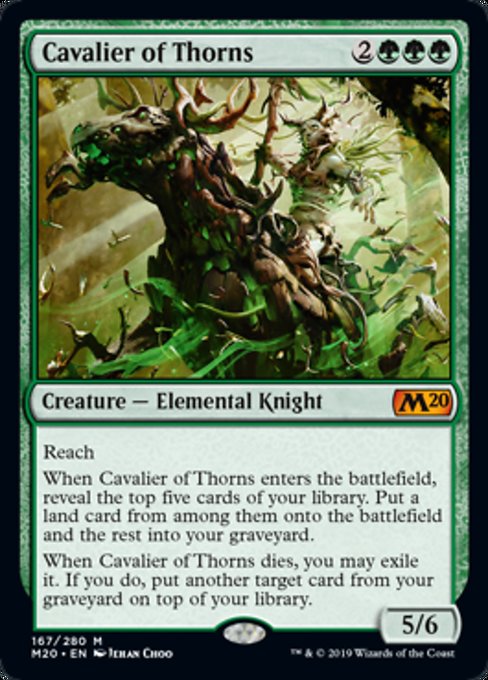 Cavalier of Thorns 2
Creature — Elemental Knight M20
Reach
When Cavalier of Thorns enters the battlefield,
reveal the top five cards of your library. Put a
land card from among them onto the battlefield
and the rest into your graveyard.
When Cavalier of Thorns dies, you may exile
it. If you do, put another target card from your
graveyard on top of your library.
5/6
167/280 M
M20 • EN Jehan Choo ™ & © 2019 Wizards of the Coast